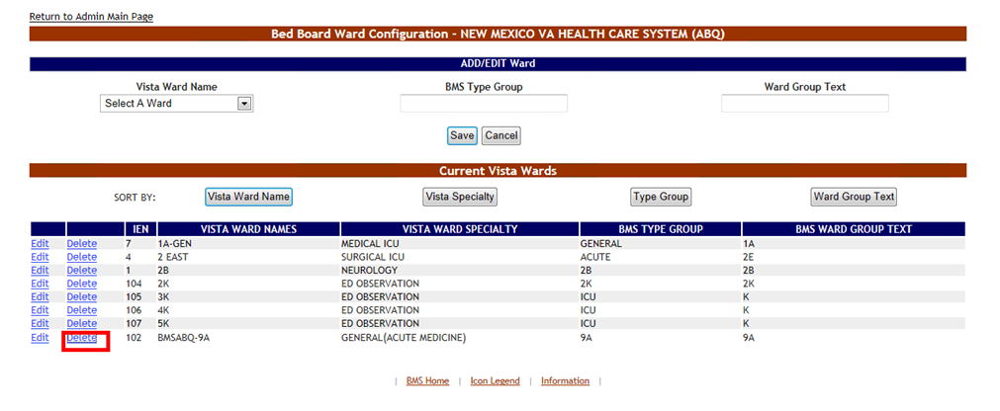 Return to Admin Main Page
Bed Board Ward Configuration - NEW MEXICO VA HEALTH CARE SYSTEM (ABQ)
ADD/EDIT Ward
Vista Ward Name BMS Type Group Ward Group Text
Select A Ward
Save Cancel
Current Vista Wards
SORT BY: Vista Ward Name Vista Specialty Type Group Ward Group Text
IEN VISTA WARD NAMES VISTA WARD SPECIALTY BMS TYPE GROUP BMS WARD GROUP TEXT
Edit Delete 7 1A-GEN MEDICAL ICU GENERAL 1A
Edit Delete 4 2 EAST SURGICAL ICU ACUTE 2E
Edit Delete 1 2B NEUROLOGY 2B 2B
Edit Delete 104 2K ED OBSERVATION 2K 2K
Edit Delete 105 3K ED OBSERVATION ICU K
Edit Delete 106 4K ED OBSERVATION ICU K
Edit Delete 107 5K ED OBSERVATION ICU K
Edit Delete 102 BMSABQ-9A GENERAL(ACUTE MEDICINE) 9A 9A
| BMS Home | Icon Legend | Information |